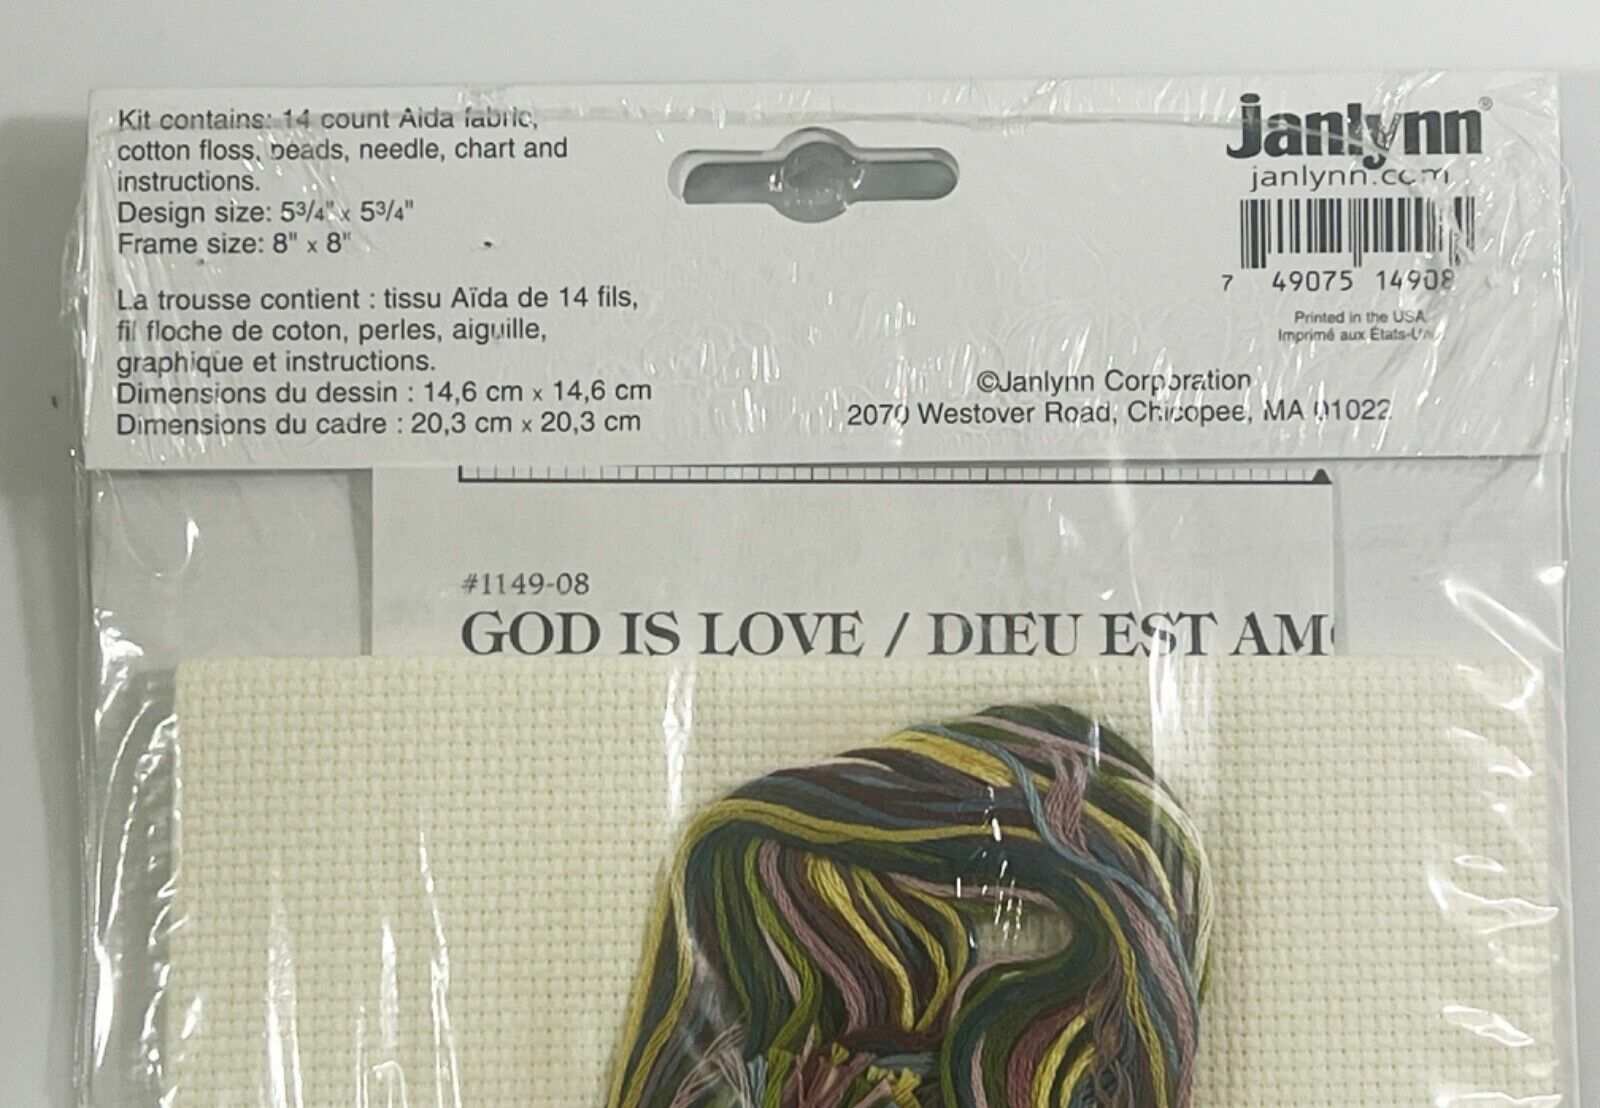 Kit contains: 14 count Aida fabric,
cotton floss, beads, needle, chart and
instructions.
Design size: 5³/₄" x 5³/₄"
Frame size: 8" x 8"
La trousse contient : tissu Aïda de 14 fils,
fil floche de coton, perles, aiguille,
graphique et instructions.
Dimensions du dessin : 14,6 cm x 14,6 cm
Dimensions du cadre : 20,3 cm x 20,3 cm
janlynn®
janlynn.com
7 49075 14908
Printed in the USA
Imprimé aux
©Janlynn Corporation
2070 Westover Road, Chicopee, MA 01022
#1149-08
GOD IS LOVE / DIEU EST